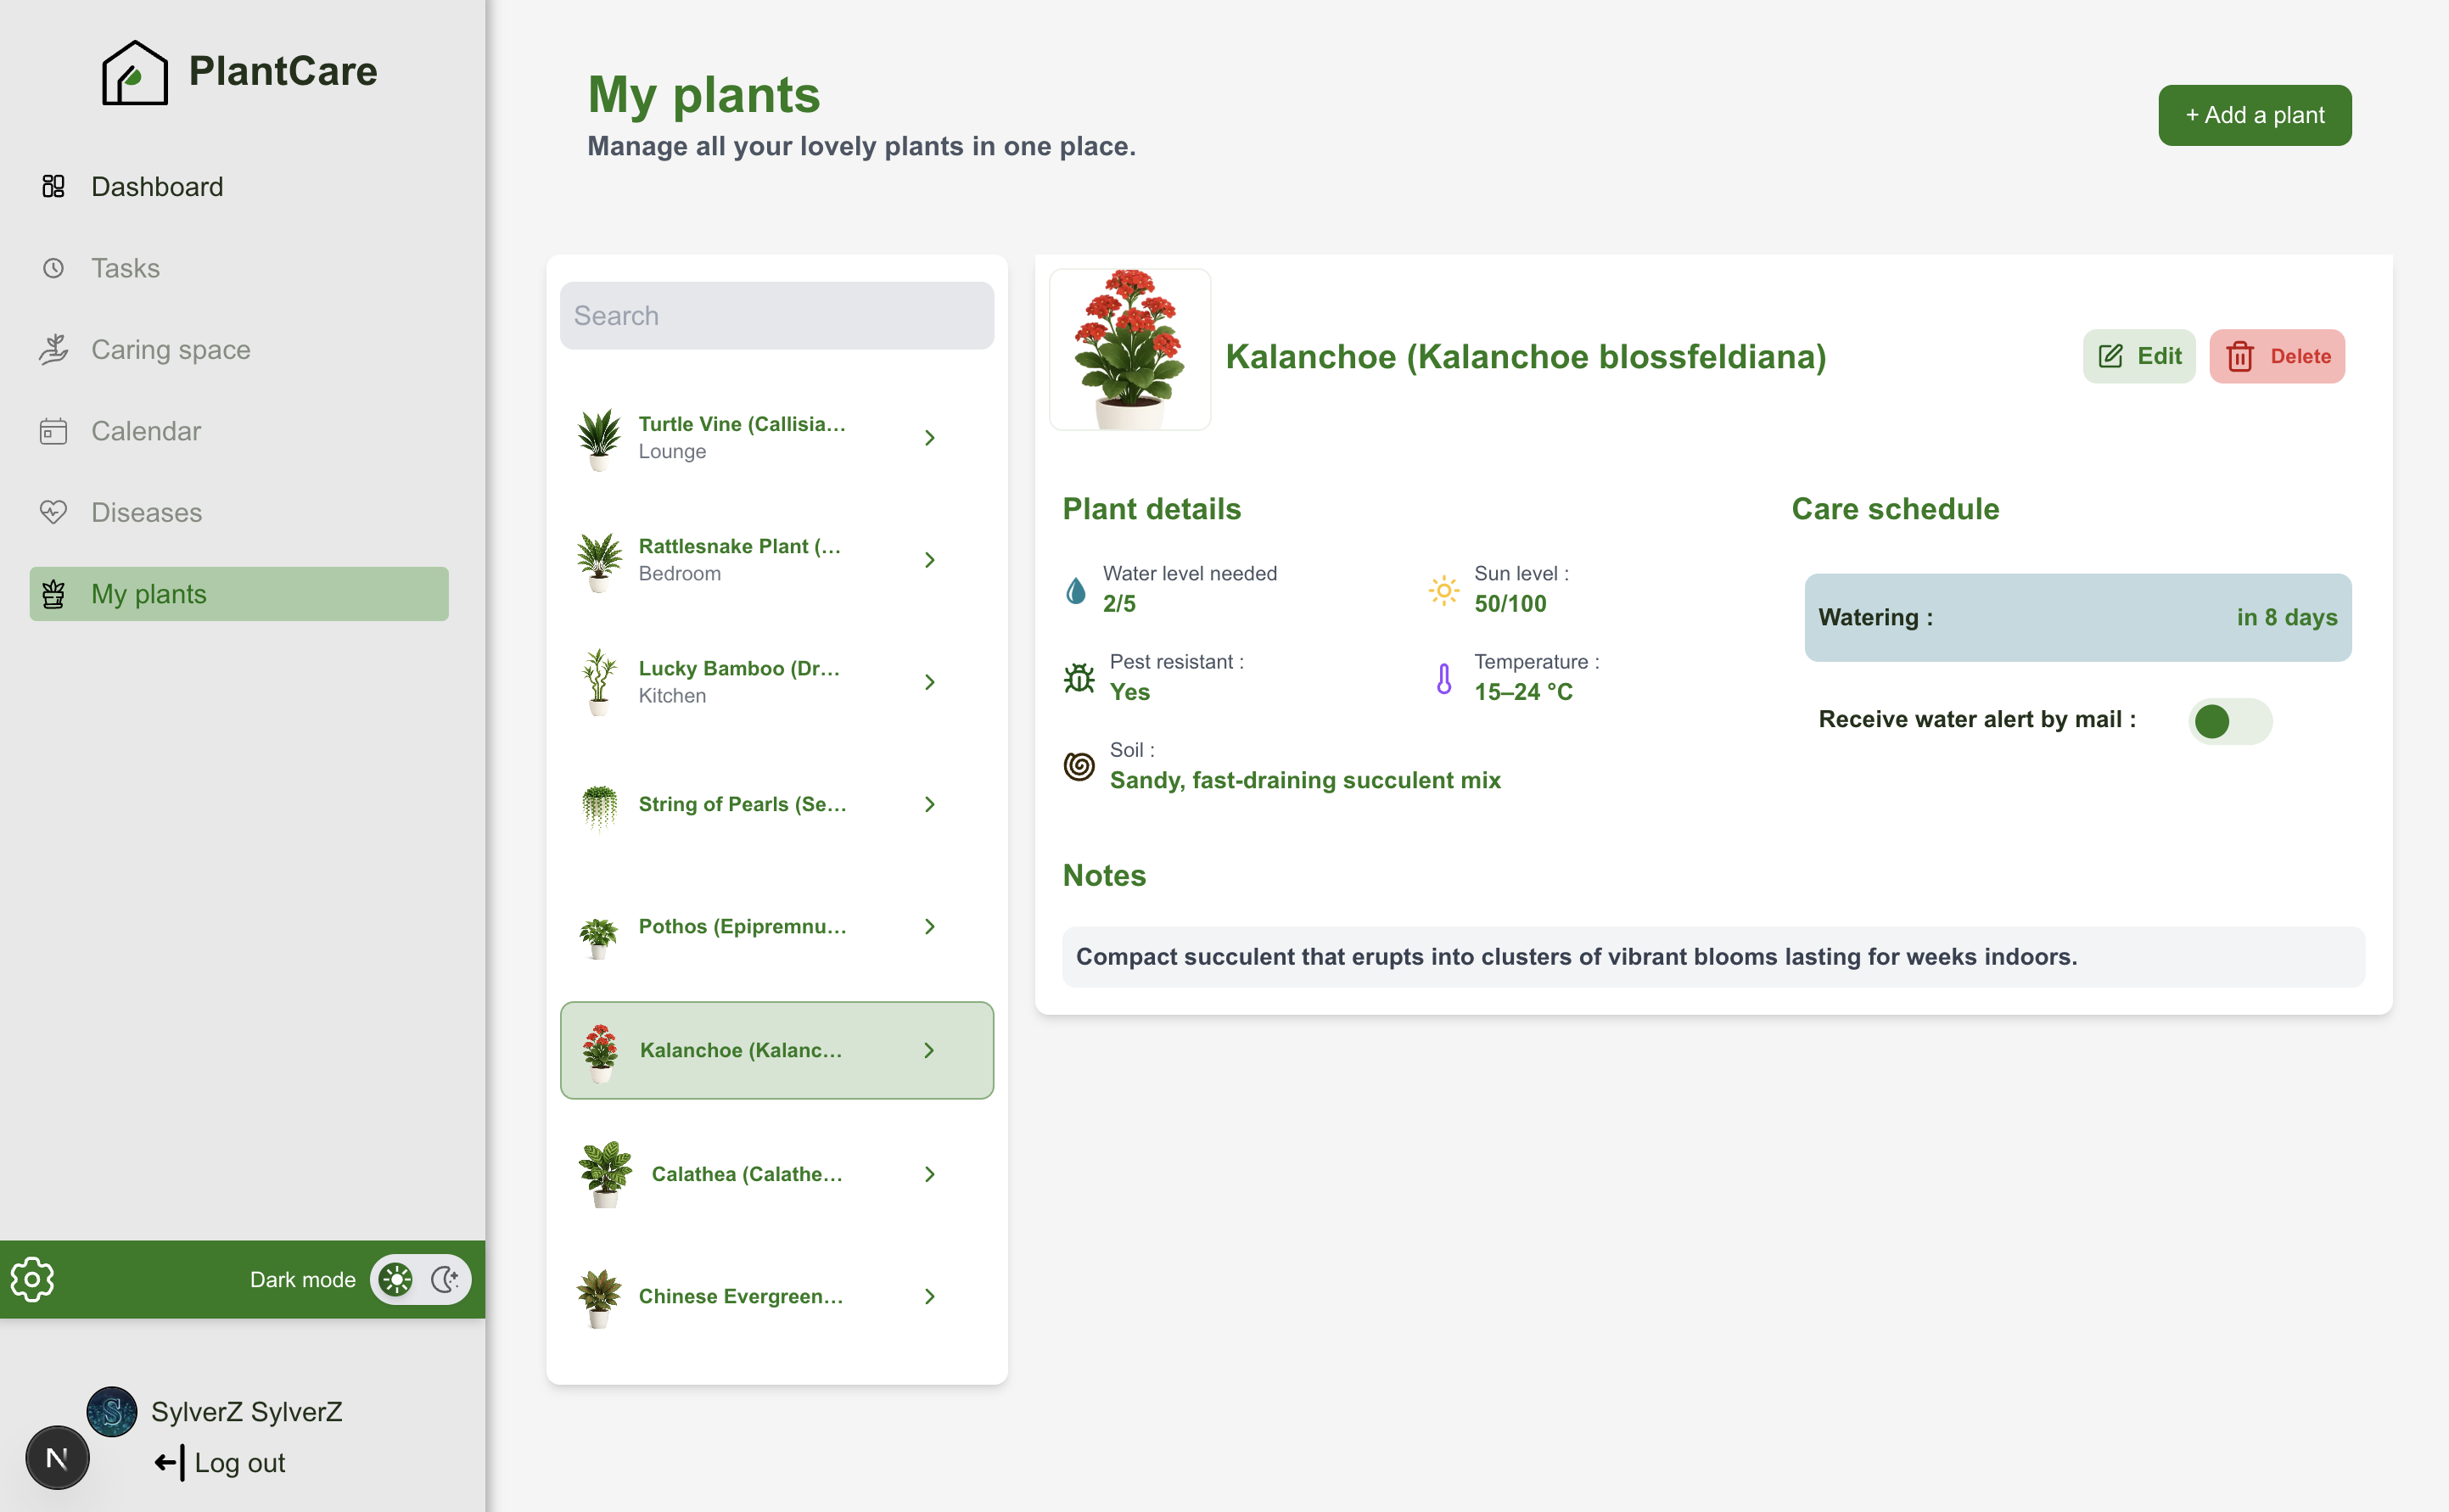 PlantCare
Dashboard
Tasks
Caring space
Calendar
Diseases
My plants
Dark mode
SylverZ SylverZ
N
Log out
My plants
Manage all your lovely plants in one place.
+ Add a plant
Search
Turtle Vine (Callisia...
Lounge
Rattlesnake Plant (...
Bedroom
Lucky Bamboo (Dr...
Kitchen
String of Pearls (Se...
Pothos (Epipremnu...
Kalanchoe (Kalanc...
Calathea (Calathe...
Chinese Evergreen...
Kalanchoe (Kalanchoe blossfeldiana)
Edit
Delete
Plant details
Water level needed
2/5
Sun level :
50/100
Pest resistant :
Yes
Temperature :
15–24 °C
Soil :
Sandy, fast-draining succulent mix
Care schedule
Watering :
in 8 days
Receive water alert by mail :
Notes
Compact succulent that erupts into clusters of vibrant blooms lasting for weeks indoors.